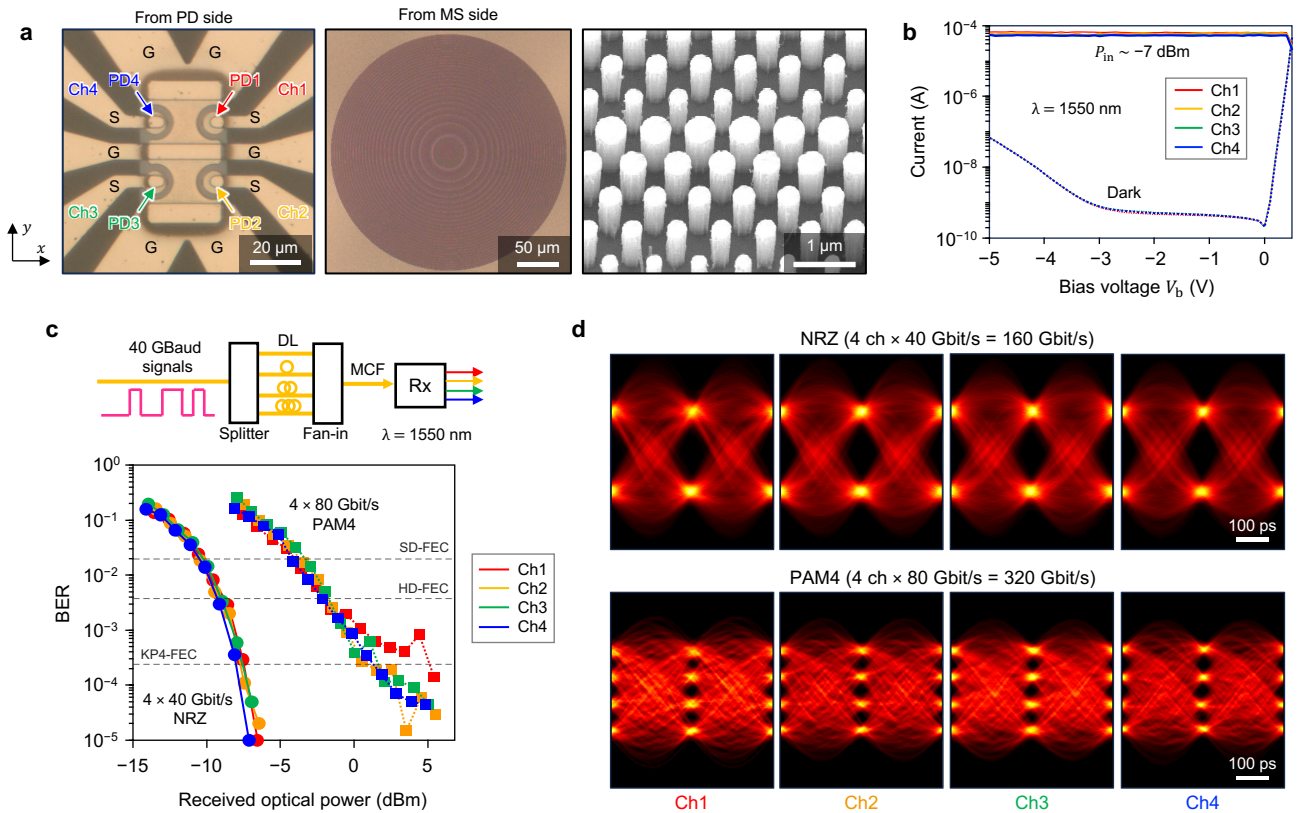 a
From PD side
From MS side
G G
Ch4 PD4 PD1 Ch1
S S
G G
S S
Ch3 PD3 PD2 Ch2
G G
y
x
20 μm
50 μm
1 μm
b
10⁻⁴
10⁻⁶
10⁻⁸
10⁻¹⁰
Current (A)
P_in ~ −7 dBm
λ = 1550 nm
Ch1
Ch2
Ch3
Ch4
Dark
−5 −4 −3 −2 −1 0
Bias voltage V_b (V)
c
40 GBaud
signals
DL
MCF
Rx
Splitter
Fan-in
λ = 1550 nm
10⁰
10⁻¹
10⁻²
10⁻³
10⁻⁴
10⁻⁵
BER
4 × 80 Gbit/s
PAM4
SD-FEC
HD-FEC
KP4-FEC
4 × 40 Gbit/s
NRZ
Ch1
Ch2
Ch3
Ch4
−15 −10 −5 0 5
Received optical power (dBm)
d
NRZ (4 ch × 40 Gbit/s = 160 Gbit/s)
100 ps
PAM4 (4 ch × 80 Gbit/s = 320 Gbit/s)
100 ps
Ch1 Ch2 Ch3 Ch4